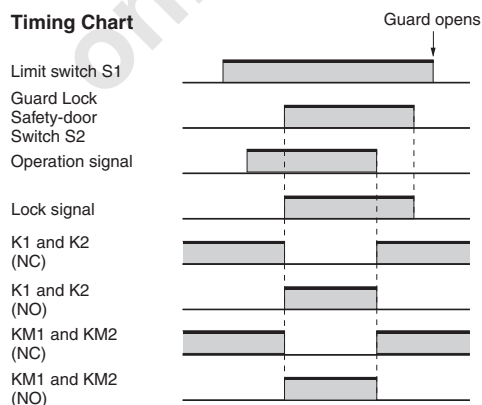 Timing Chart
Guard opens
Limit switch S1
Guard Lock
Safety-door
Switch S2
Operation signal
Lock signal
K1 and K2
(NC)
K1 and K2
(NO)
KM1 and KM2
(NC)
KM1 and KM2
(NO)